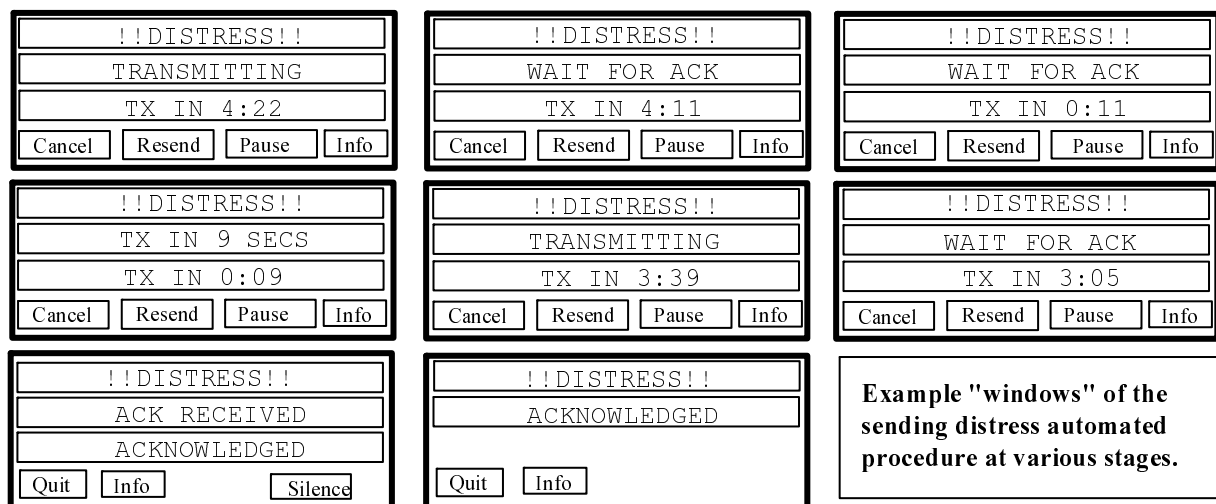 !!DISTRESS!!
TRANSMITTING
TX IN 4:22
Cancel Resend Pause Info
!!DISTRESS!!
WAIT FOR ACK
TX IN 4:11
Cancel Resend Pause Info
!!DISTRESS!!
WAIT FOR ACK
TX IN 0:11
Cancel Resend Pause Info
!!DISTRESS!!
TX IN 9 SECS
TX IN 0:09
Cancel Resend Pause Info
!!DISTRESS!!
TRANSMITTING
TX IN 3:39
Cancel Resend Pause Info
!!DISTRESS!!
WAIT FOR ACK
TX IN 3:05
Cancel Resend Pause Info
!!DISTRESS!!
ACK RECEIVED
ACKNOWLEDGED
Quit Info Silence
!!DISTRESS!!
ACKNOWLEDGED
Quit Info
Example "windows" of the
sending distress automated
procedure at various stages.